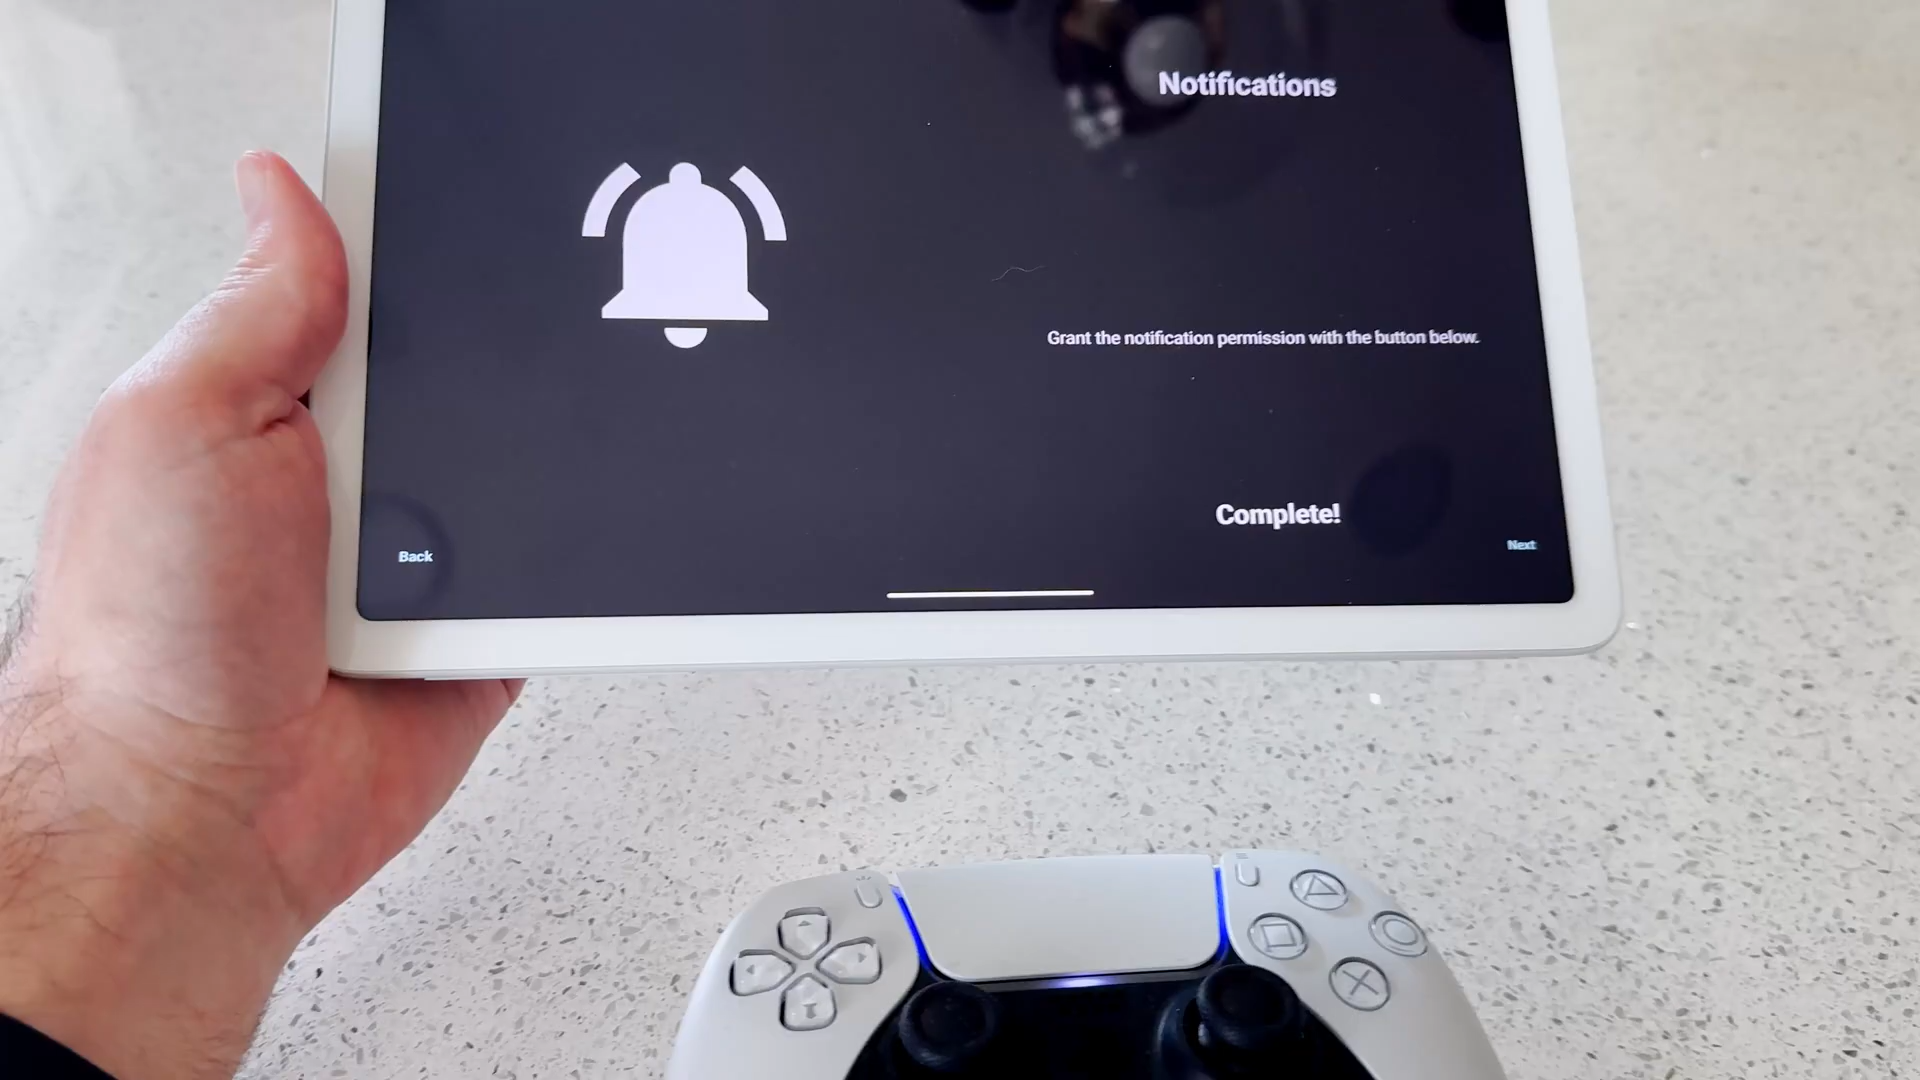 Notifications
Grant the notification permission with the button below.
Complete!
Back
Next